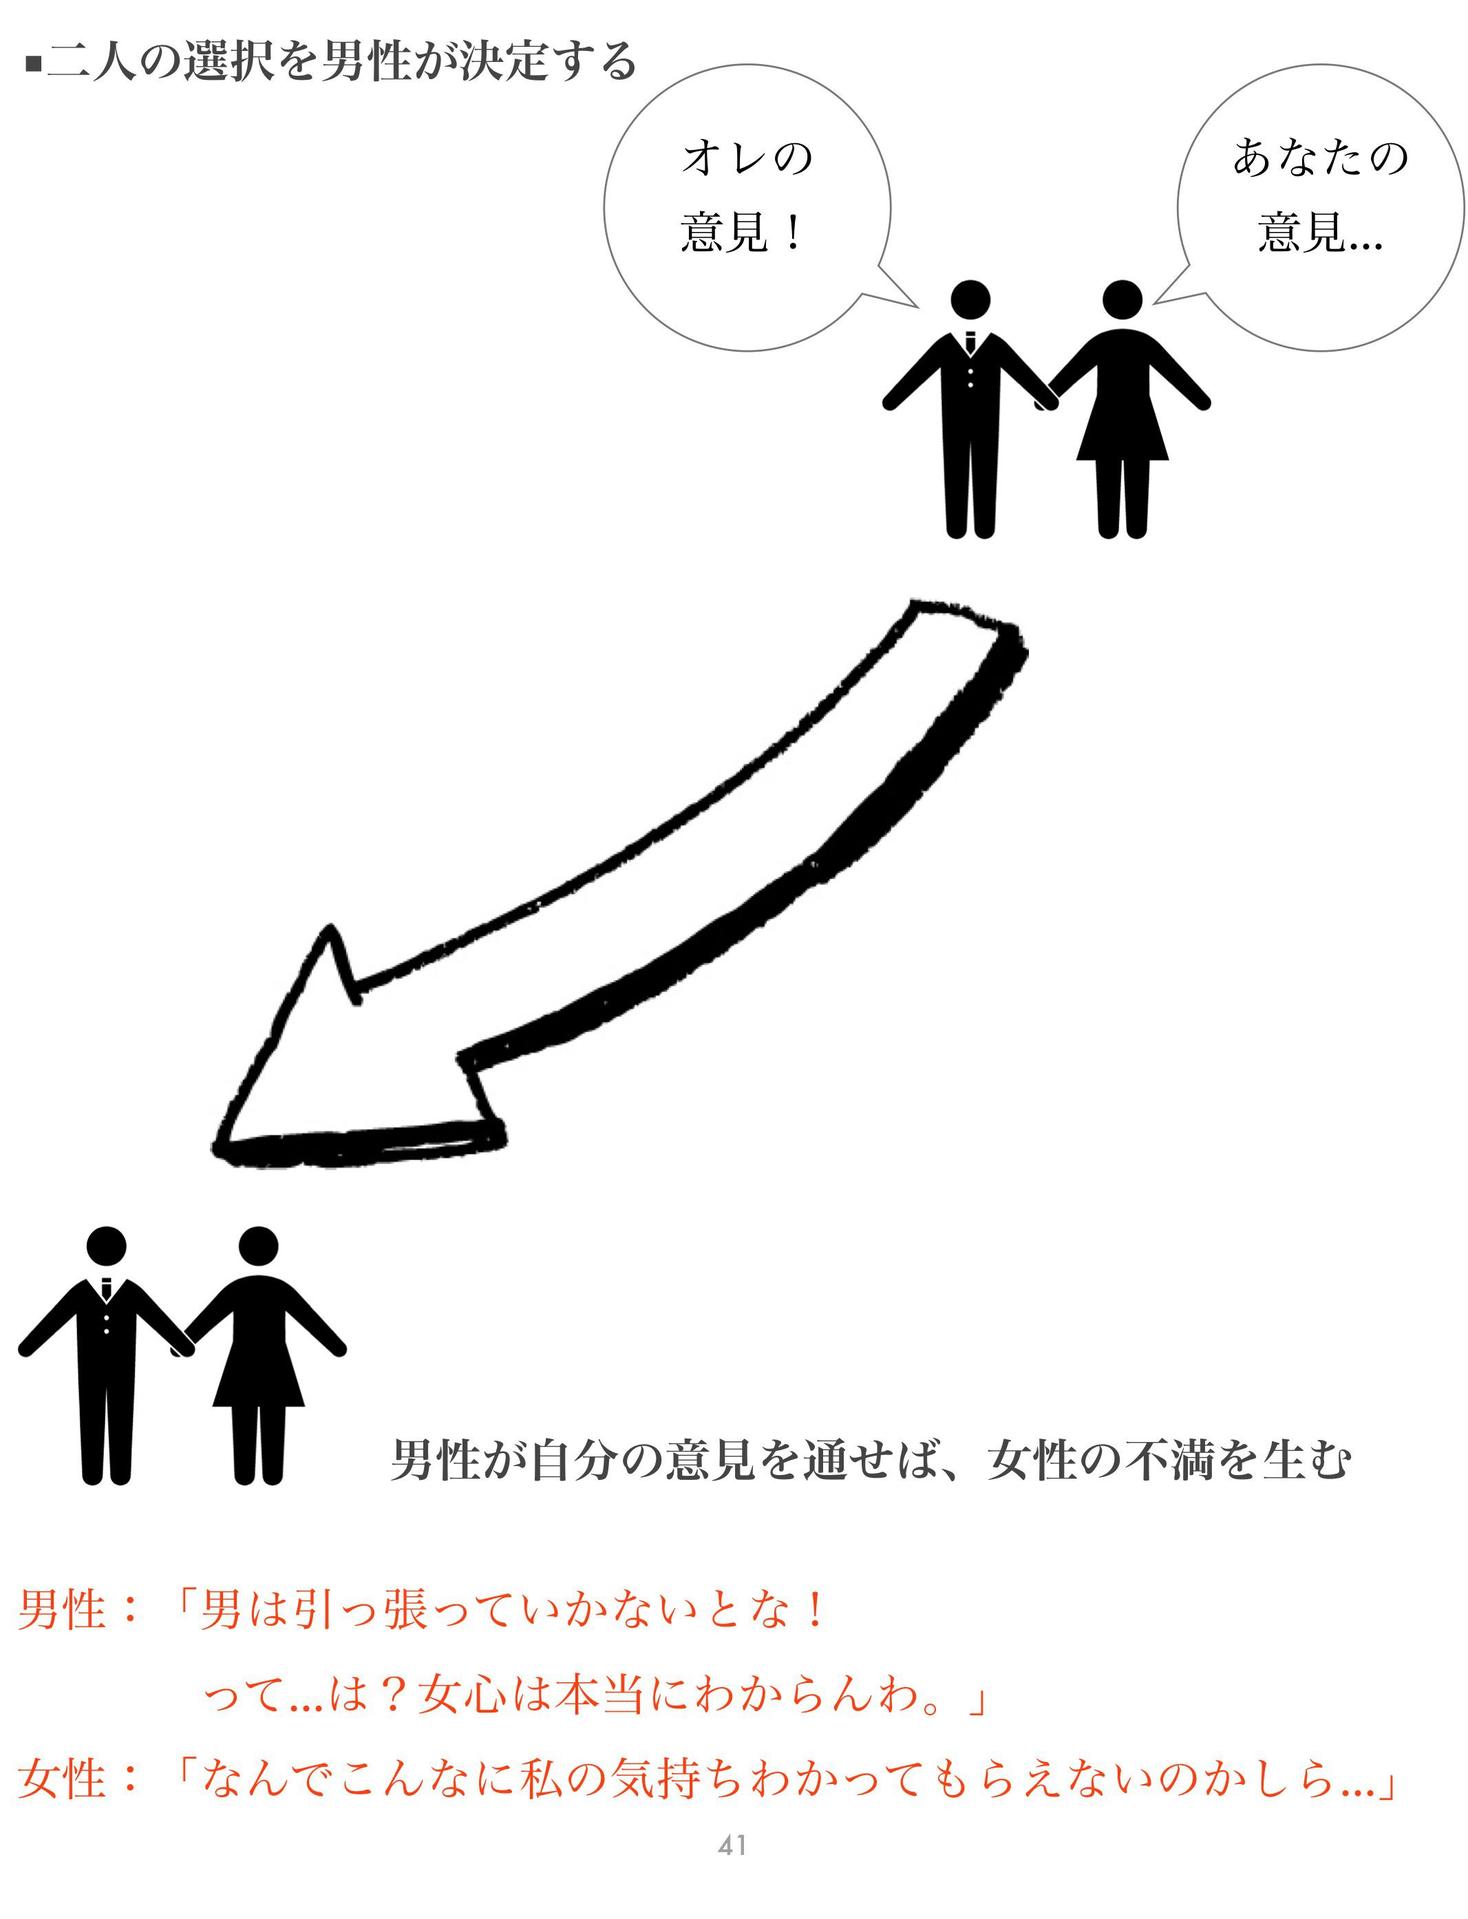 ▪二人の選択を男性が決定する
オレの
意見！
あなたの
意見...
男性が自分の意見を通せば、女性の不満を生む
男性：「男は引っ張っていかないとな！
って...は？女心は本当にわからんわ。」
女性：「なんでこんなに私の気持ちわかってもらえないのかしら...」
41